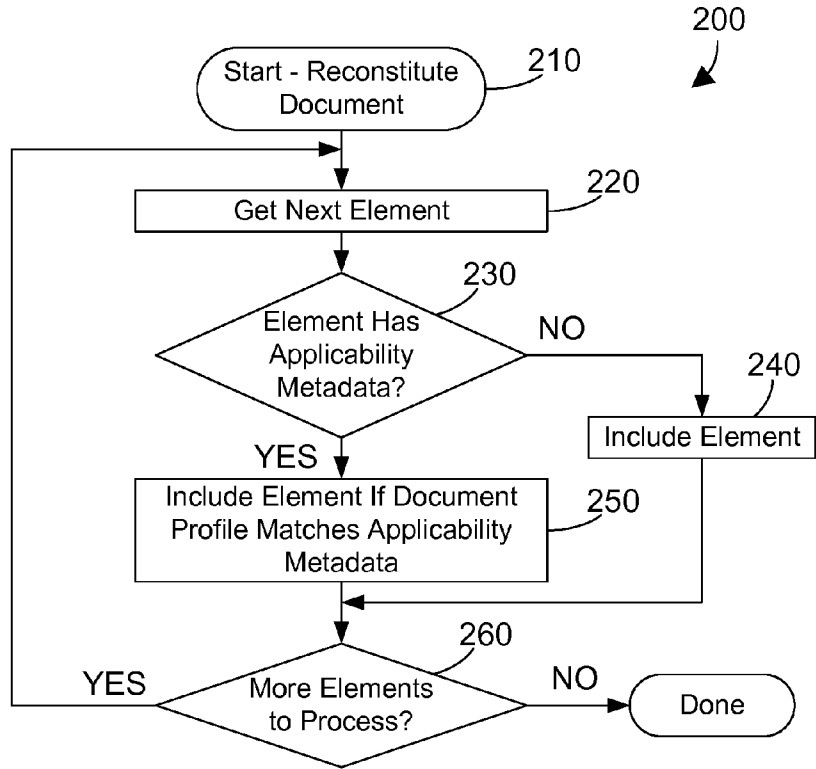 200
Start - Reconstitute
Document
210
Get Next Element
220
230
Element Has
Applicability
Metadata?
NO
240
Include Element
YES
Include Element If Document
Profile Matches Applicability
Metadata
250
260
More Elements
to Process?
YES
NO
Done